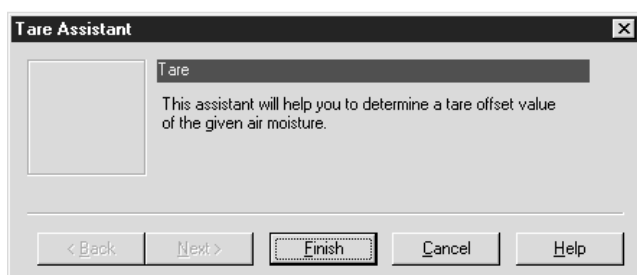 Tare Assistant
Tare
This assistant will help you to determine a tare offset value
of the given air moisture.
< Back Next > Finish Cancel Help